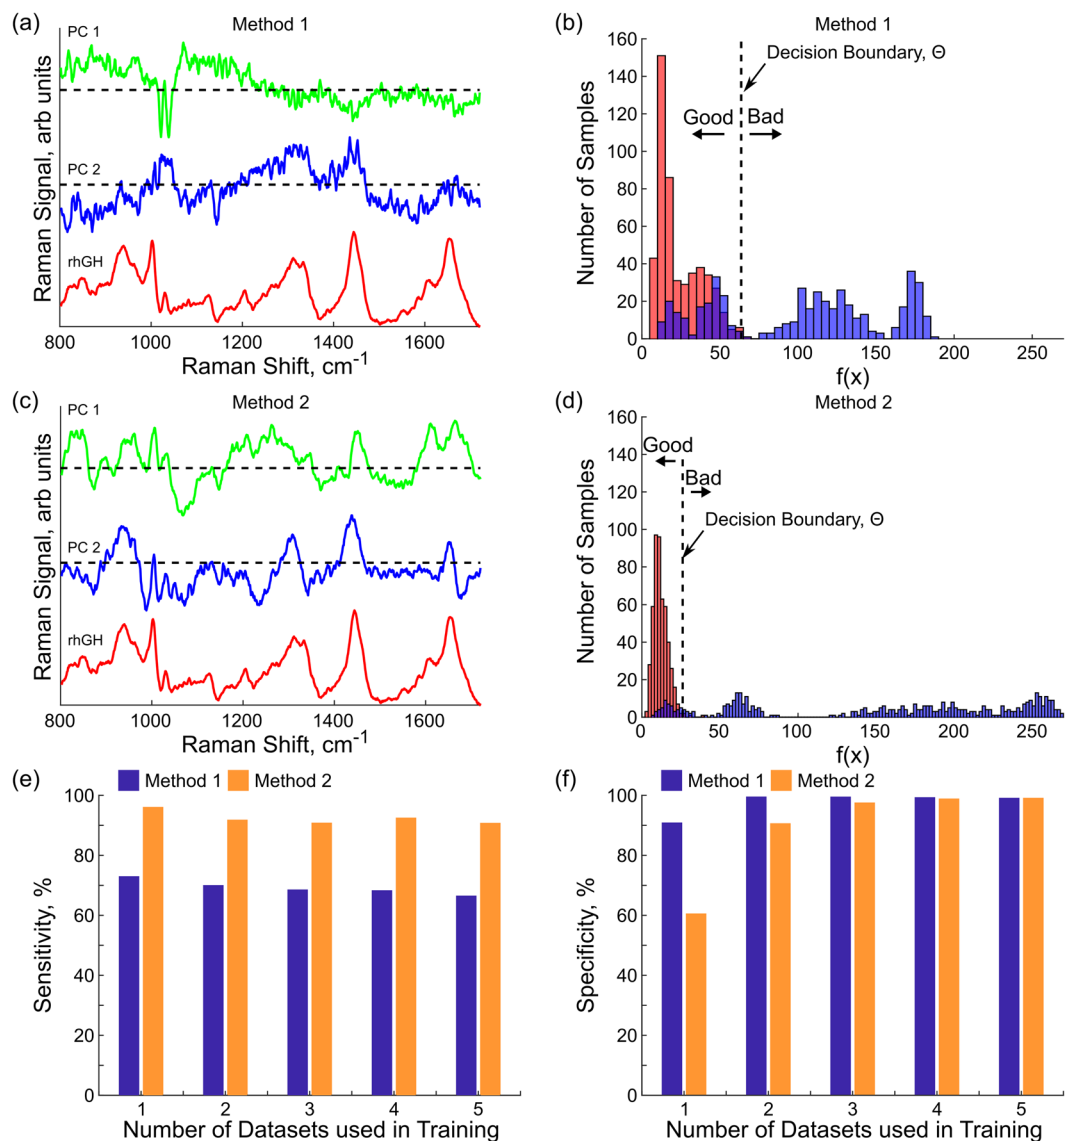 (a)
Method 1
PC 1
PC 2
rhGH
Raman Signal, arb units
800 1000 1200 1400 1600
Raman Shift, cm-1
(b)
Method 1
160
140
120
100
80
60
40
20
0
Number of Samples
Decision Boundary, Θ
Good
Bad
0 50 100 150 200 250
f(x)
(c)
Method 2
PC 1
PC 2
rhGH
Raman Signal, arb units
800 1000 1200 1400 1600
Raman Shift, cm-1
(d)
Method 2
160
140
120
100
80
60
40
20
0
Number of Samples
Good
Bad
Decision Boundary, Θ
0 50 100 150 200 250
f(x)
(e)
Method 1 Method 2
100
80
60
40
20
0
Sensitivity, %
1 2 3 4 5
Number of Datasets used in Training
(f)
Method 1 Method 2
100
80
60
40
20
0
Specificity, %
1 2 3 4 5
Number of Datasets used in Training